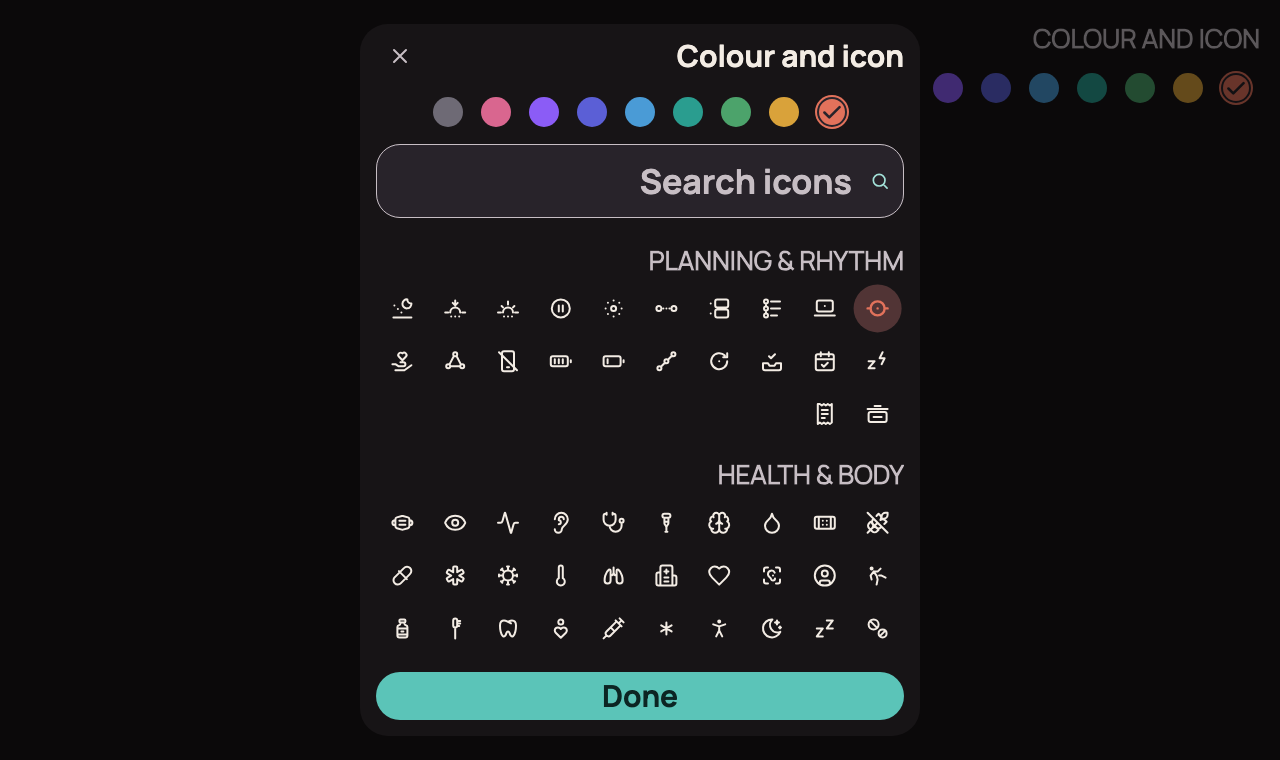 Colour and icon
Search icons
PLANNING & RHYTHM
HEALTH & BODY
Done
COLOUR AND ICON